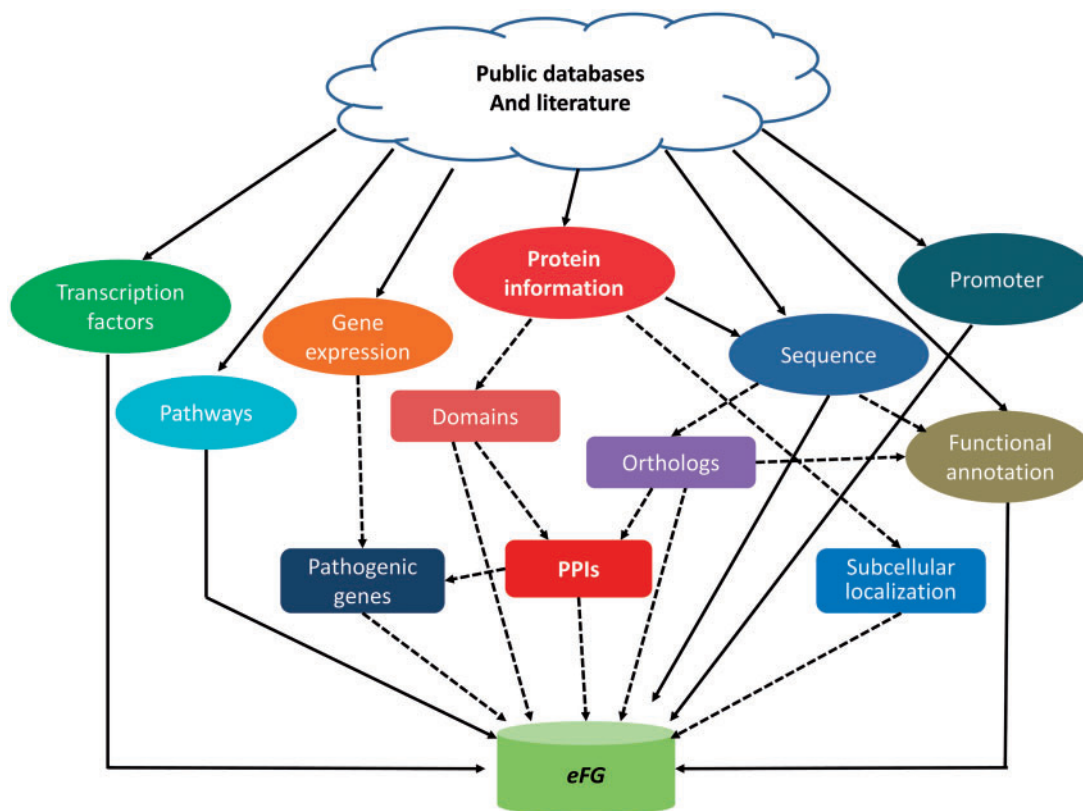 Public databases
And literature
Protein
information
Promoter
Transcription
factors
Gene
expression
Sequence
Pathways
Domains
Orthologs
Functional
annotation
Pathogenic
genes
PPIs
Subcellular
localization
eFG